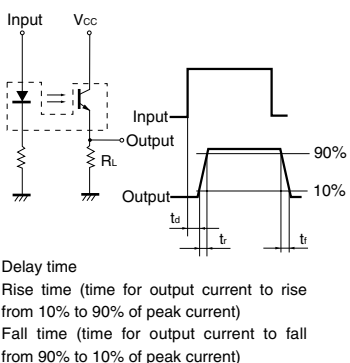 Input
Vcc
Input
Output
RL
90%
10%
Output
td
tr
tf
Delay time
Rise time (time for output current to rise
from 10% to 90% of peak current)
Fall time (time for output current to fall
from 90% to 10% of peak current)